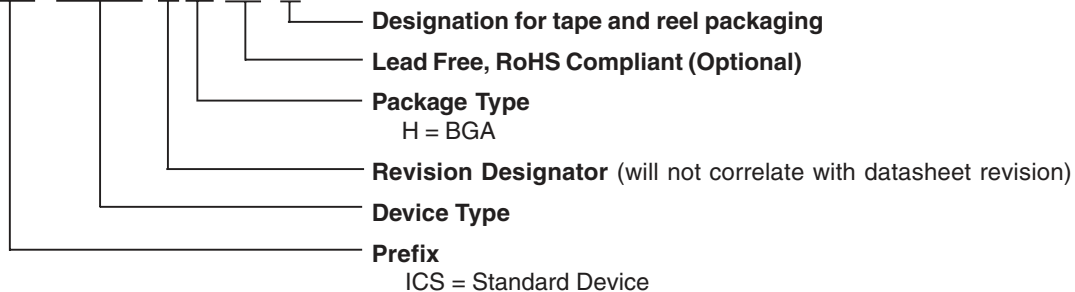 Designation for tape and reel packaging
Lead Free, RoHS Compliant (Optional)
Package Type
H = BGA
Revision Designator (will not correlate with datasheet revision)
Device Type
Prefix
ICS = Standard Device